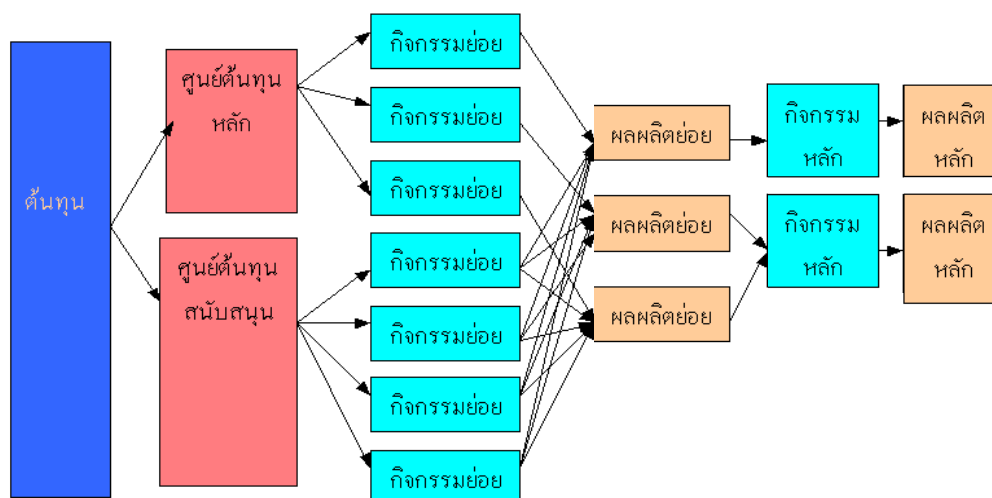 ต้นทุน
ศูนย์ต้นทุน
หลัก
ศูนย์ต้นทุน
สนับสนุน
กิจกรรมย่อย
กิจกรรมย่อย
กิจกรรมย่อย
กิจกรรมย่อย
กิจกรรมย่อย
กิจกรรมย่อย
กิจกรรมย่อย
ผลผลิตย่อย
ผลผลิตย่อย
ผลผลิตย่อย
กิจกรรม
หลัก
กิจกรรม
หลัก
ผลผลิต
หลัก
ผลผลิต
หลัก